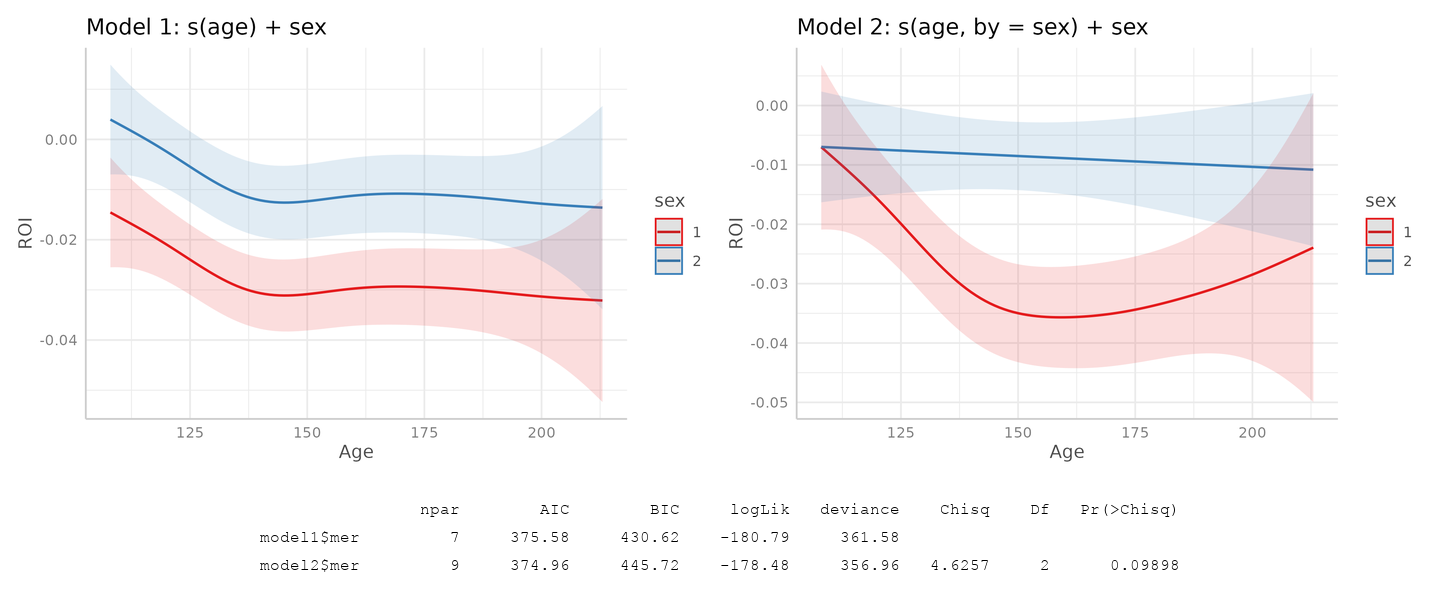 Model 1: s(age) + sex
0.00
-0.02
-0.04
ROI
125 150 175 200
Age
sex
1
2
Model 2: s(age, by = sex) + sex
0.00
-0.01
-0.02
-0.03
-0.04
-0.05
ROI
125 150 175 200
Age
sex
1
2
npar AIC BIC logLik deviance Chisq Df Pr(>Chisq)
model1$mer 7 375.58 430.62 -180.79 361.58
model2$mer 9 374.96 445.72 -178.48 356.96 4.6257 2 0.09898